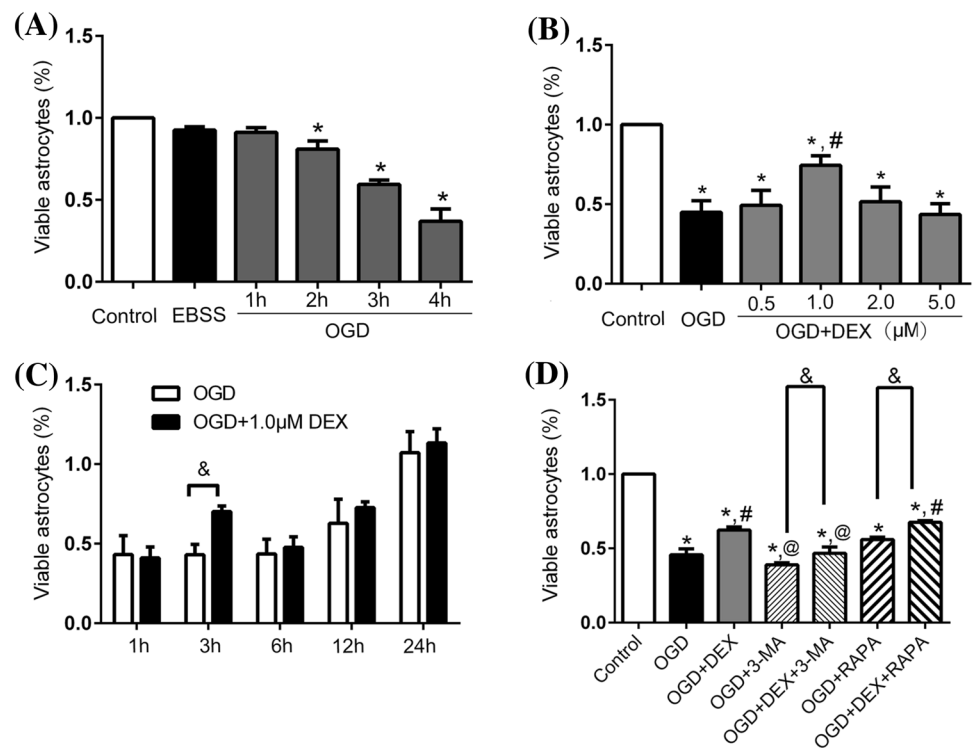 (A)
Viable astrocytes (%)
1.5
1.0
0.5
0.0
*
*
*
Control
EBSS
1h
2h
3h
4h
OGD
(B)
Viable astrocytes (%)
1.5
1.0
0.5
0.0
*
*
*, #
*
*
Control
OGD
0.5
1.0
2.0
5.0
OGD+DEX (μM)
(C)
Viable astrocytes (%)
1.5
1.0
0.5
0.0
OGD
OGD+1.0μM DEX
&
1h
3h
6h
12h
24h
(D)
Viable astrocytes (%)
1.5
1.0
0.5
0.0
&
&
*
*, #
*,@
*,@
*
*, #
Control
OGD
OGD+DEX
OGD+3-MA
OGD+DEX+3-MA
OGD+RAPA
OGD+DEX+RAPA